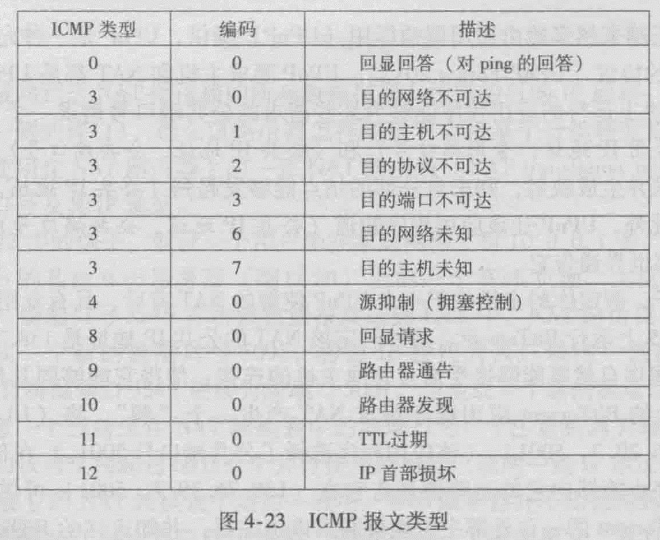 ICMP 类型 编码 描述
0 0 回显回答（对 ping 的回答）
3 0 目的网络不可达
3 1 目的主机不可达
3 2 目的协议不可达
3 3 目的端口不可达
3 6 目的网络未知
3 7 目的主机未知
4 0 源抑制（拥塞控制）
8 0 回显请求
9 0 路由器通告
10 0 路由器发现
11 0 TTL过期
12 0 IP 首部损坏
图 4-23 ICMP 报文类型